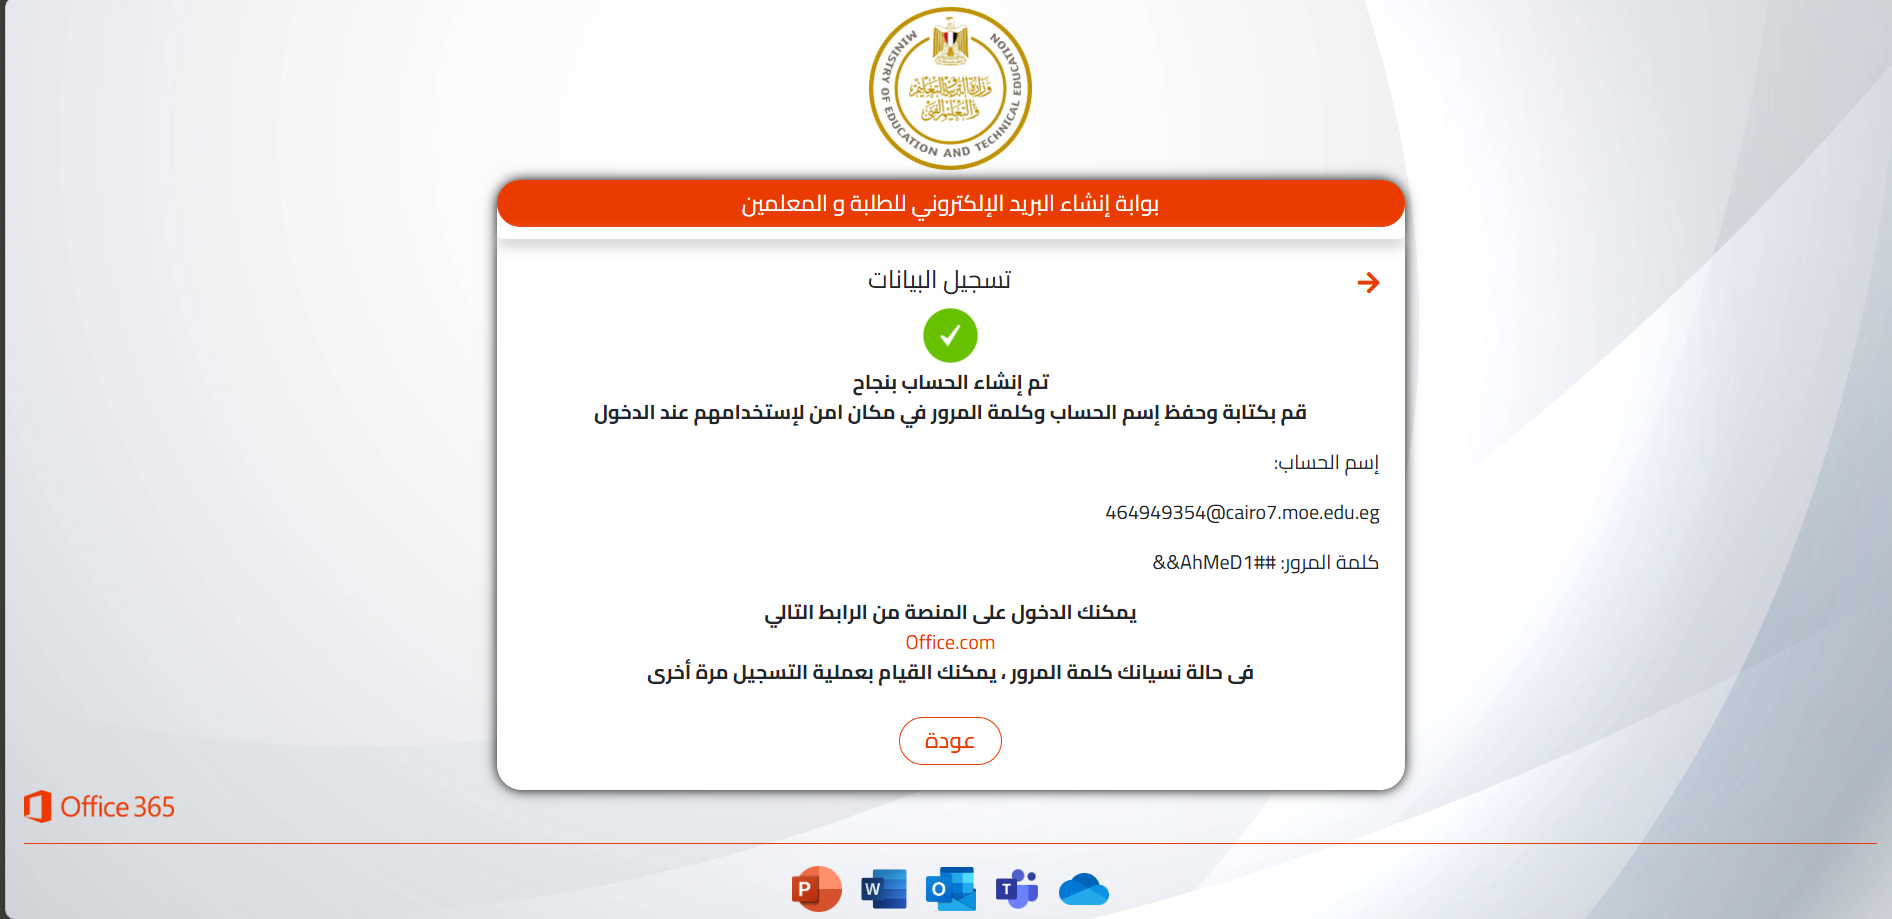 MINISTRY OF EDUCATION AND TECHNICAL EDUCATION
وزارة التربية والتعليم
والتعليم الفني
بوابة إنشاء البريد الإلكتروني للطلبة و المعلمين
تسجيل البيانات
تم إنشاء الحساب بنجاح
قم بكتابة وحفظ إسم الحساب وكلمة المرور في مكان امن لإستخدامهم عند الدخول
إسم الحساب:
464949354@cairo7.moe.edu.eg
كلمة المرور: ##AhMeD1&&
يمكنك الدخول على المنصة من الرابط التالي
Office.com
فى حالة نسيانك كلمة المرور ، يمكنك القيام بعملية التسجيل مرة أخرى
عودة
Office 365
P
W
O
T